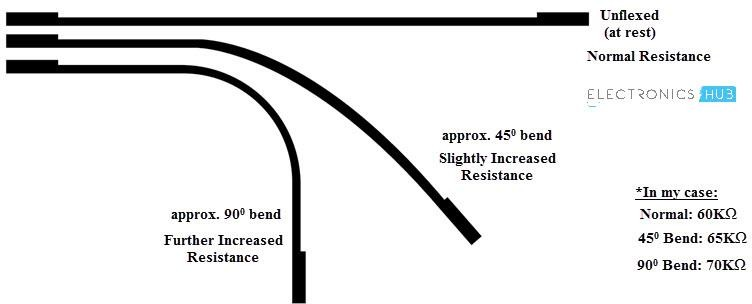 Unflexed
(at rest)
Normal Resistance
ELECTRONICS HUB
approx. 45⁰ bend
Slightly Increased
Resistance
approx. 90⁰ bend
Further Increased
Resistance
*In my case:
Normal: 60KΩ
45⁰ Bend: 65KΩ
90⁰ Bend: 70KΩ